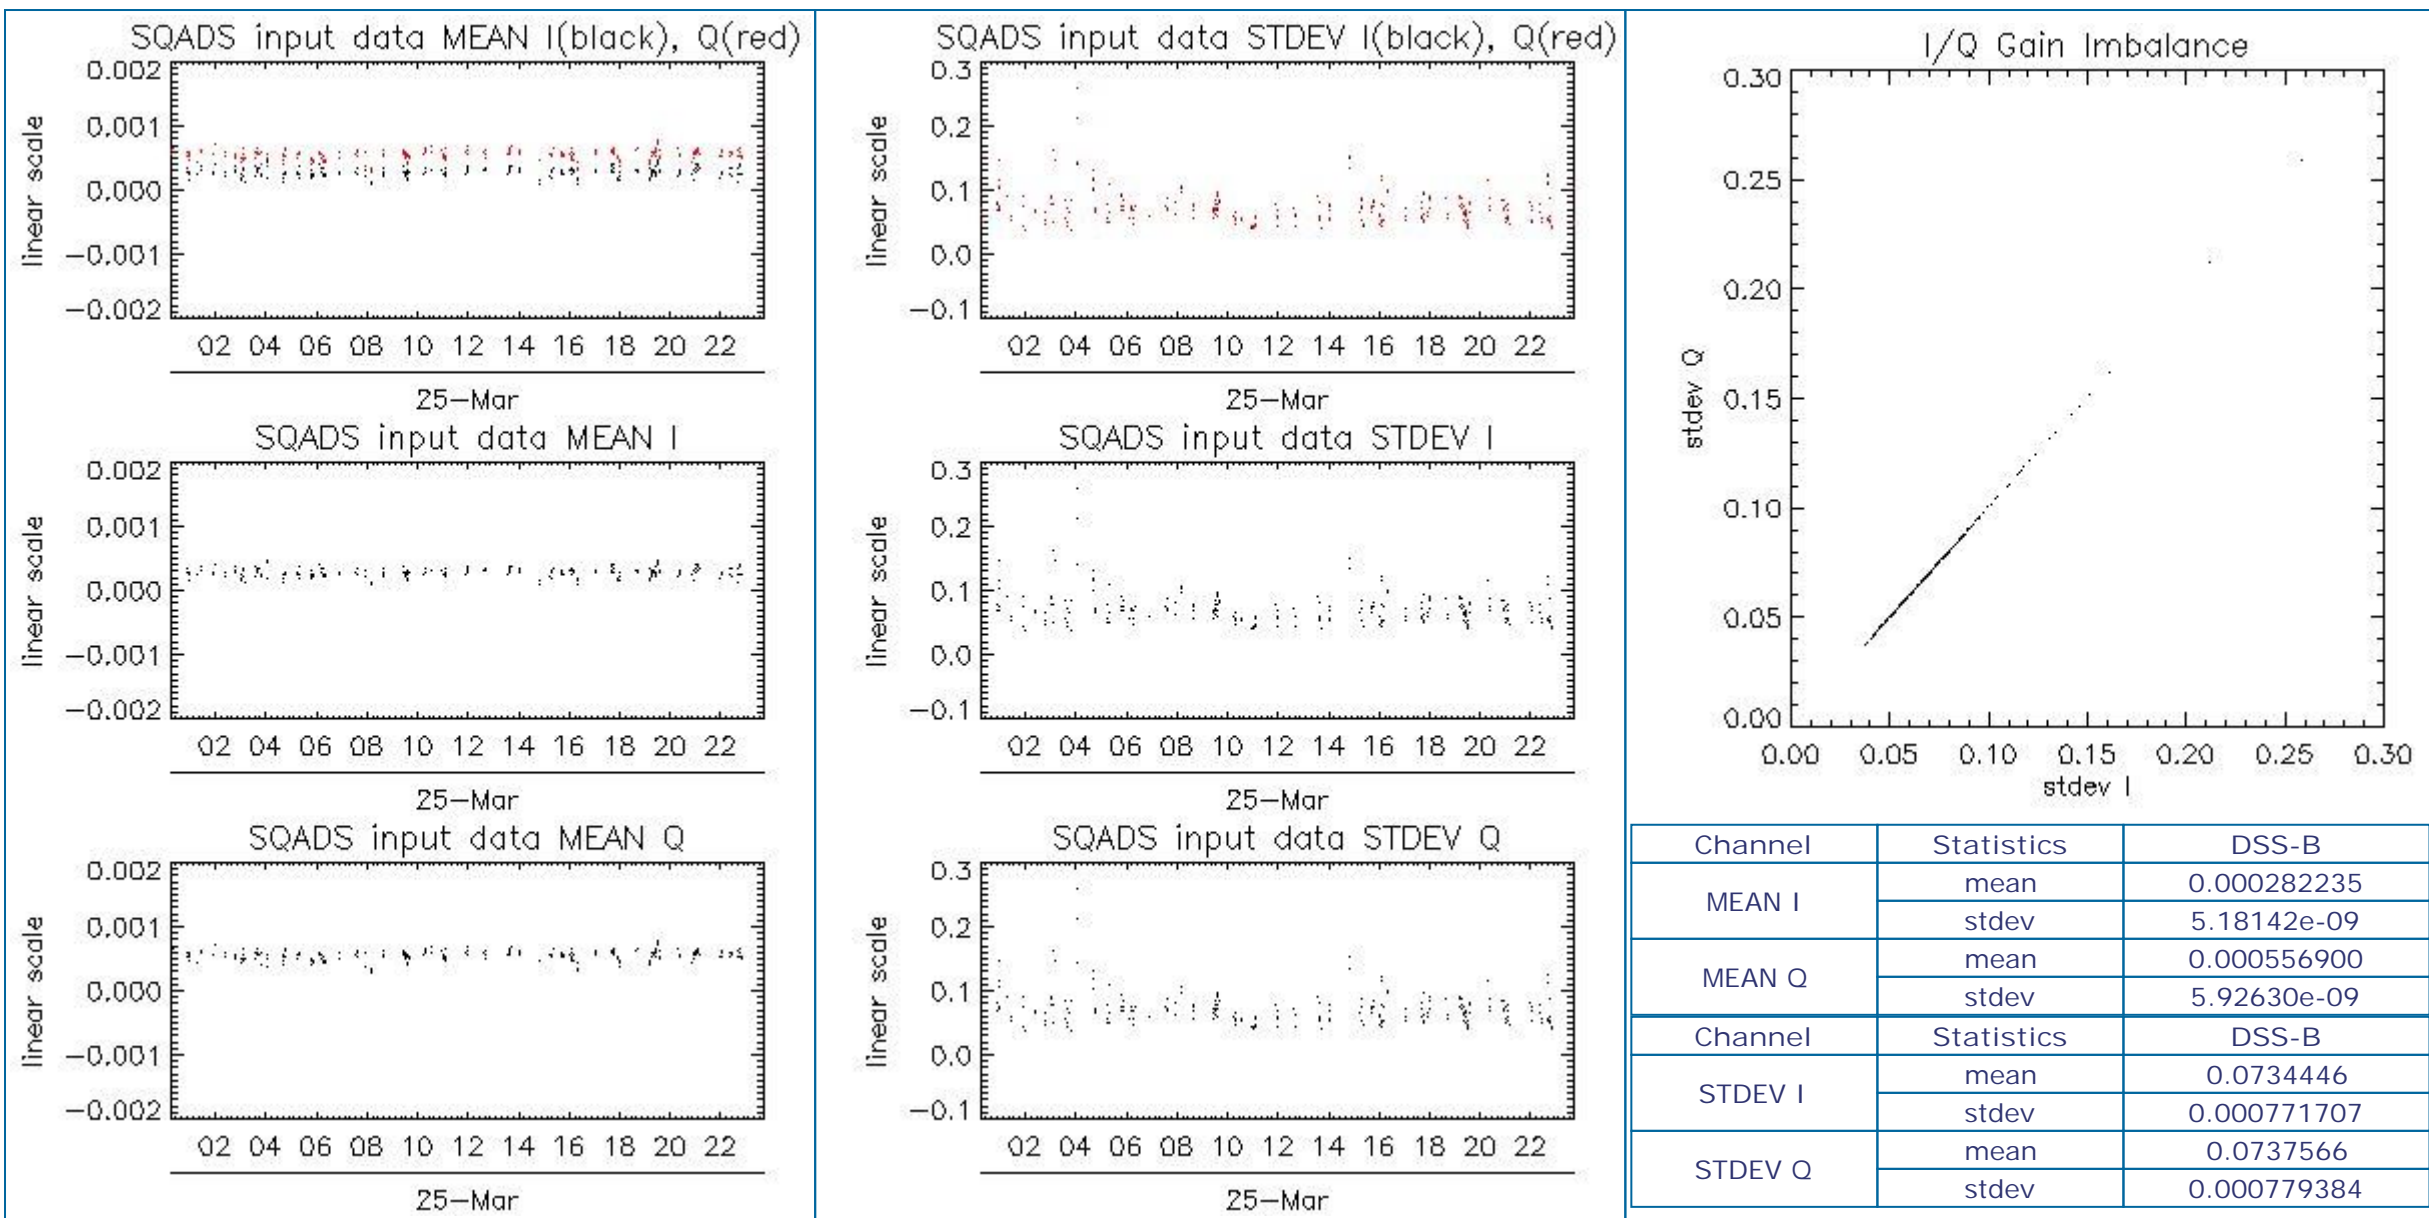 SQADS input data MEAN I(black), Q(red)
0.002
0.001
0.000
−0.001
−0.002
linear scale
02 04 06 08 10 12 14 16 18 20 22
25−Mar
SQADS input data MEAN I
0.002
0.001
0.000
−0.001
−0.002
linear scale
02 04 06 08 10 12 14 16 18 20 22
25−Mar
SQADS input data MEAN Q
0.002
0.001
0.000
−0.001
−0.002
linear scale
02 04 06 08 10 12 14 16 18 20 22
25−Mar
SQADS input data STDEV I(black), Q(red)
0.3
0.2
0.1
0.0
−0.1
linear scale
02 04 06 08 10 12 14 16 18 20 22
25−Mar
SQADS input data STDEV I
0.3
0.2
0.1
0.0
−0.1
linear scale
02 04 06 08 10 12 14 16 18 20 22
25−Mar
SQADS input data STDEV Q
0.3
0.2
0.1
0.0
−0.1
linear scale
02 04 06 08 10 12 14 16 18 20 22
25−Mar
I/Q Gain Imbalance
0.30
0.25
0.20
0.15
0.10
0.05
0.00
stdev Q
0.00 0.05 0.10 0.15 0.20 0.25 0.30
stdev I
Channel Statistics DSS-B
MEAN I mean 0.000282235
stdev 5.18142e-09
MEAN Q mean 0.000556900
stdev 5.92630e-09
Channel Statistics DSS-B
STDEV I mean 0.0734446
stdev 0.000771707
STDEV Q mean 0.0737566
stdev 0.000779384